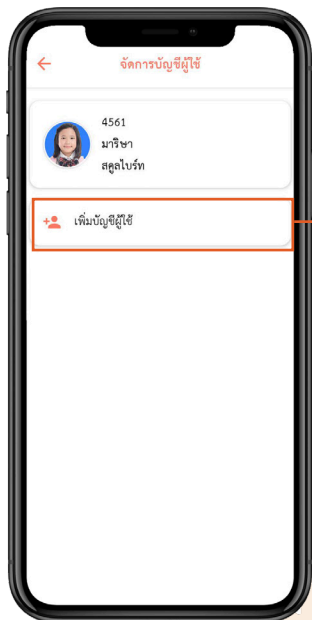 จัดการบัญชีผู้ใช้
4561
มาริษา
สคูลไบร์ท
เพิ่มบัญชีผู้ใช้